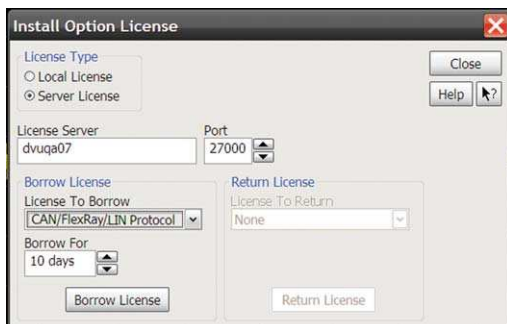 Install Option License
License Type
Local License
Server License
Close
Help ?
License Server
Port
dvuqa07
27000
Borrow License
License To Borrow
CAN/FlexRay/LIN Protocol
Borrow For
10 days
Borrow License
Return License
License To Return
None
Return License